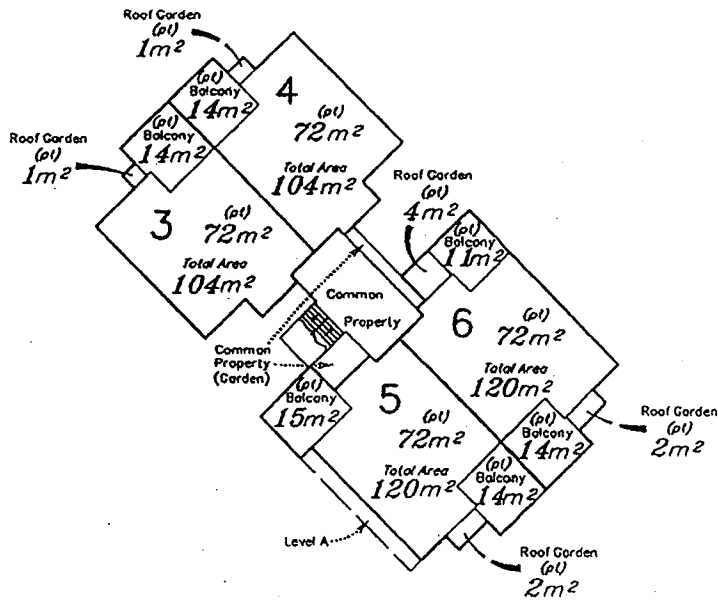 Roof Garden
(pt)
1m²
(pt)
Balcony
14m²
4
(pt)
72m²
Total Area
104m²
Roof Garden
(pt)
1m²
(pt)
Balcony
14m²
3
(pt)
72m²
Total Area
104m²
Roof Garden
(pt)
4m²
(pt)
Balcony
11m²
Common
Property
6
(pt)
72m²
Total Area
120m²
Common
Property
(Garden)
(pt)
Balcony
15m²
5
(pt)
72m²
Total Area
120m²
(pt)
Balcony
14m²
Roof Garden
(pt)
2m²
(pt)
Balcony
14m²
Level A
Roof Garden
(pt)
2m²